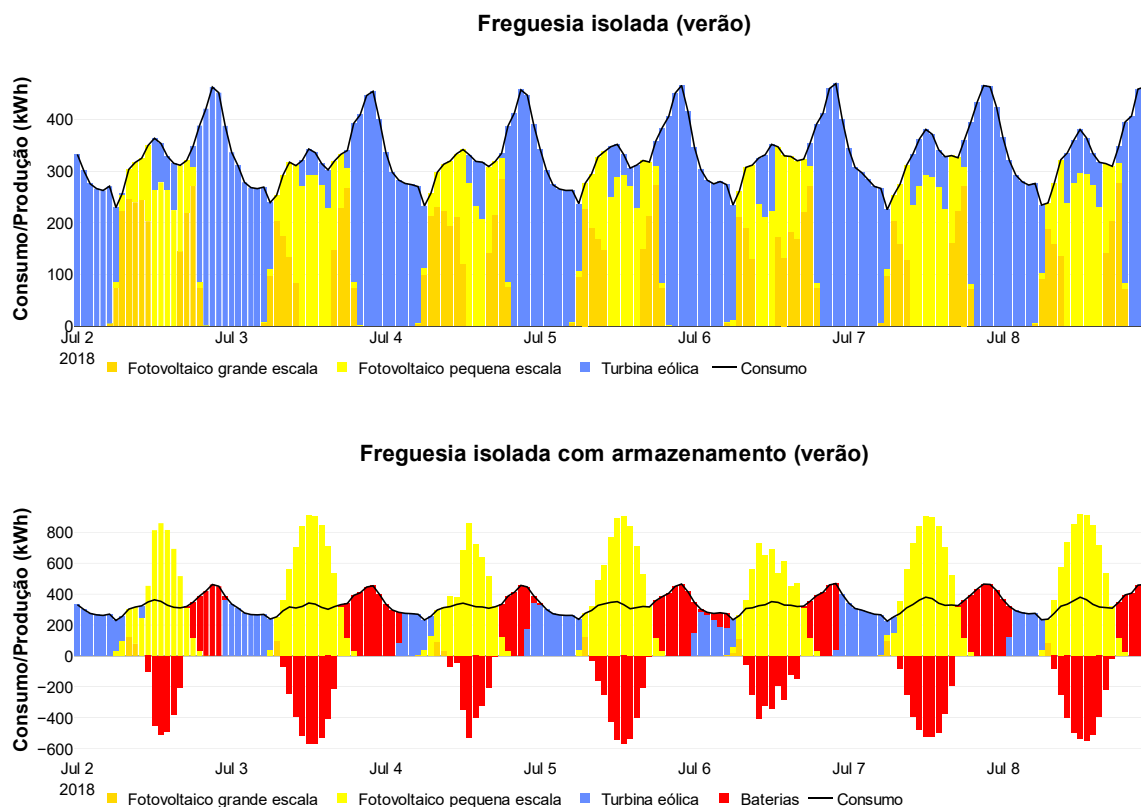 Freguesia isolada (verão)
Consumo/Produção (kWh)
400
300
200
100
0
Jul 2 Jul 3 Jul 4 Jul 5 Jul 6 Jul 7 Jul 8
2018
Fotovoltaico grande escala Fotovoltaico pequena escala Turbina eólica Consumo
Freguesia isolada com armazenamento (verão)
Consumo/Produção (kWh)
800
600
400
200
0
−200
−400
−600
Jul 2 Jul 3 Jul 4 Jul 5 Jul 6 Jul 7 Jul 8
2018
Fotovoltaico grande escala Fotovoltaico pequena escala Turbina eólica Baterias Consumo